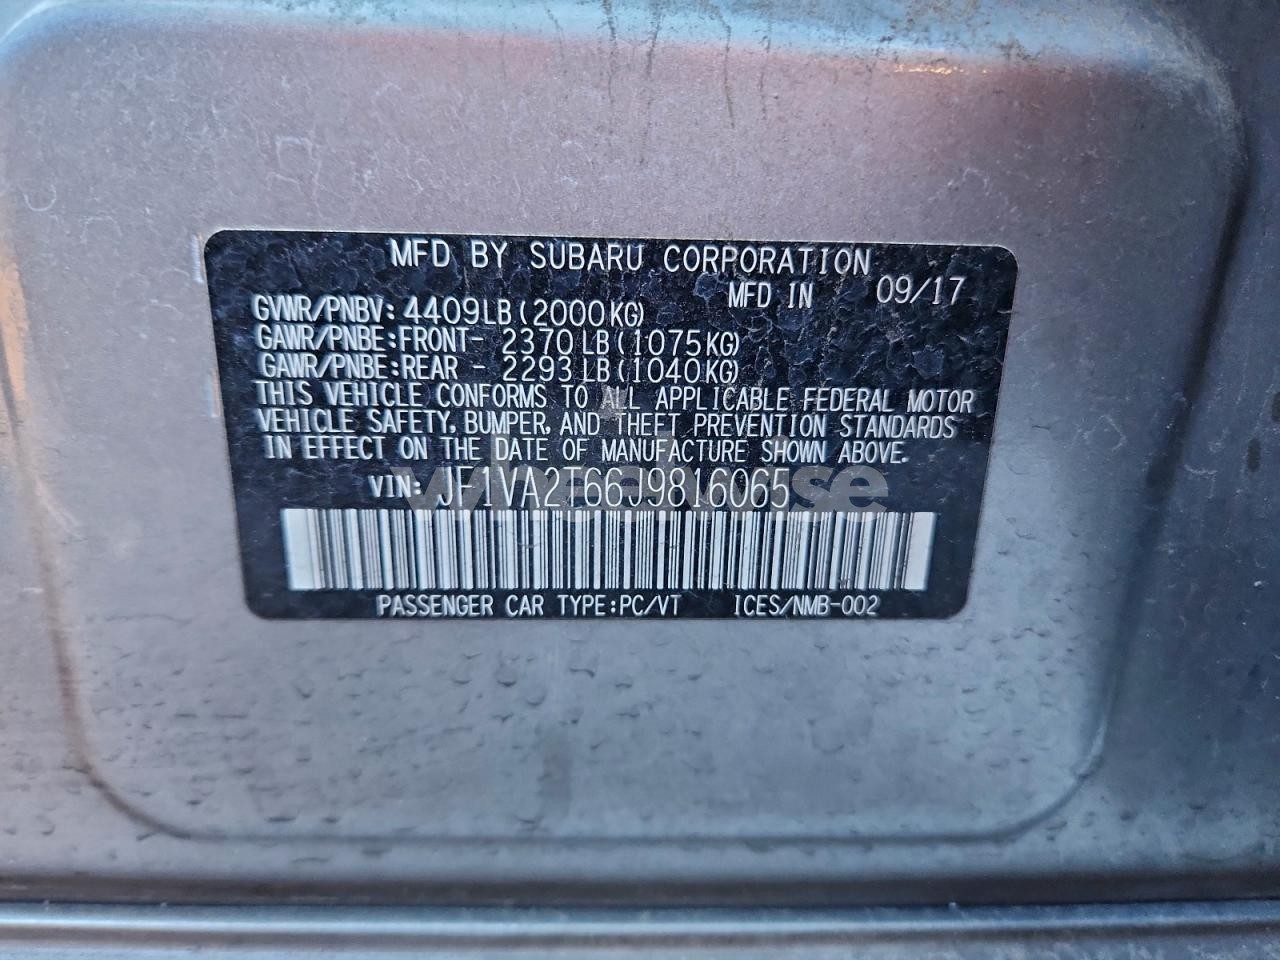 MFD BY SUBARU CORPORATION
MFD IN 09/17
GVWR/PNBV: 4409LB(2000KG)
GAWR/PNBE:FRONT- 2370LB(1075KG)
GAWR/PNBE:REAR - 2293LB(1040KG)
THIS VEHICLE CONFORMS TO ALL APPLICABLE FEDERAL MOTOR
VEHICLE SAFETY, BUMPER, AND THEFT PREVENTION STANDARDS
IN EFFECT ON THE DATE OF MANUFACTURE SHOWN ABOVE.
VIN: JF1VA2T66J9816065
PASSENGER CAR TYPE:PC/VT ICES/NMB-002